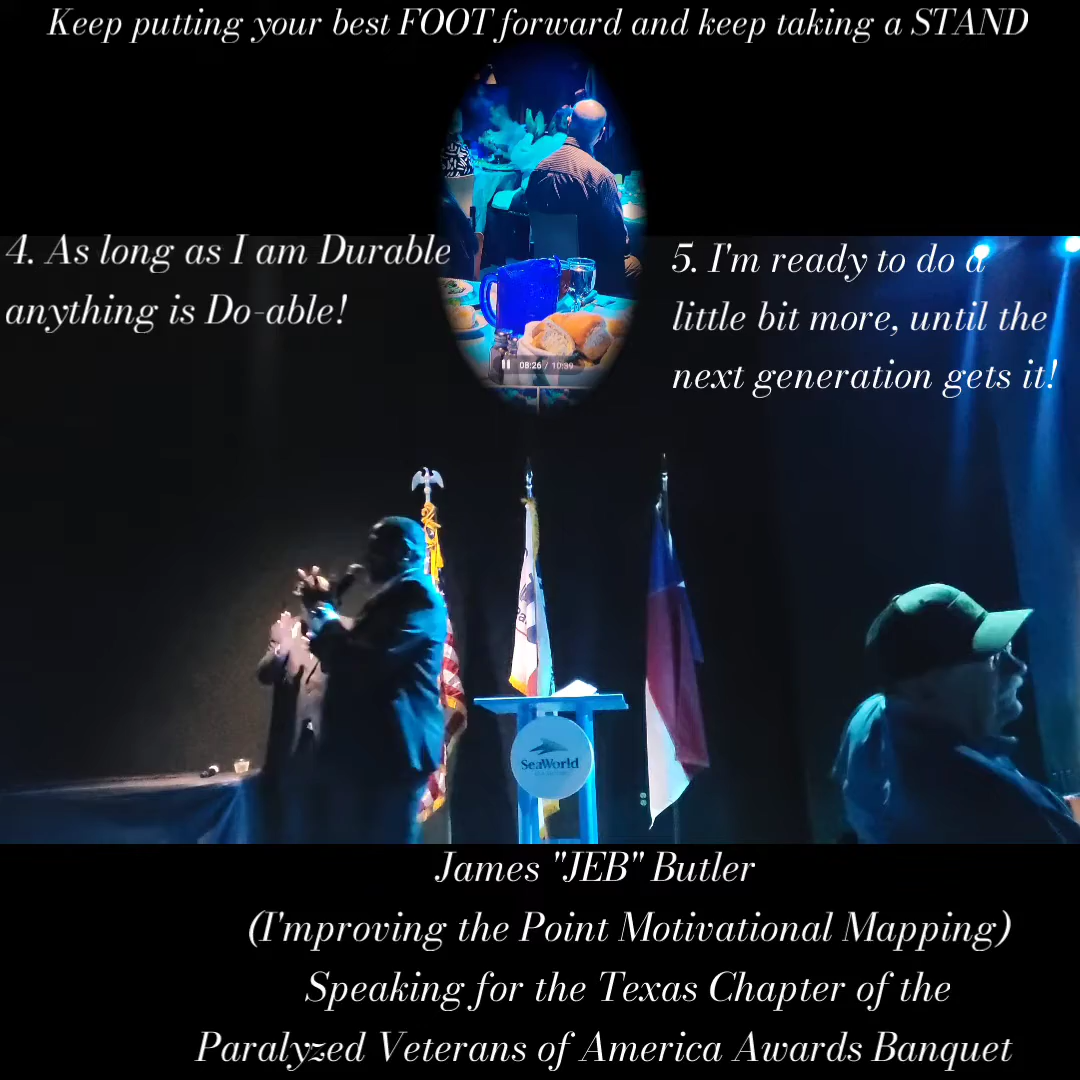 Keep putting your best FOOT forward and keep taking a STAND
4. As long as I am Durable
anything is Do-able!
5. I'm ready to do a
little bit more, until the
next generation gets it!
08:26 / 10:39
SeaWorld
James "JEB" Butler
(I'mproving the Point Motivational Mapping)
Speaking for the Texas Chapter of the
Paralyzed Veterans of America Awards Banquet